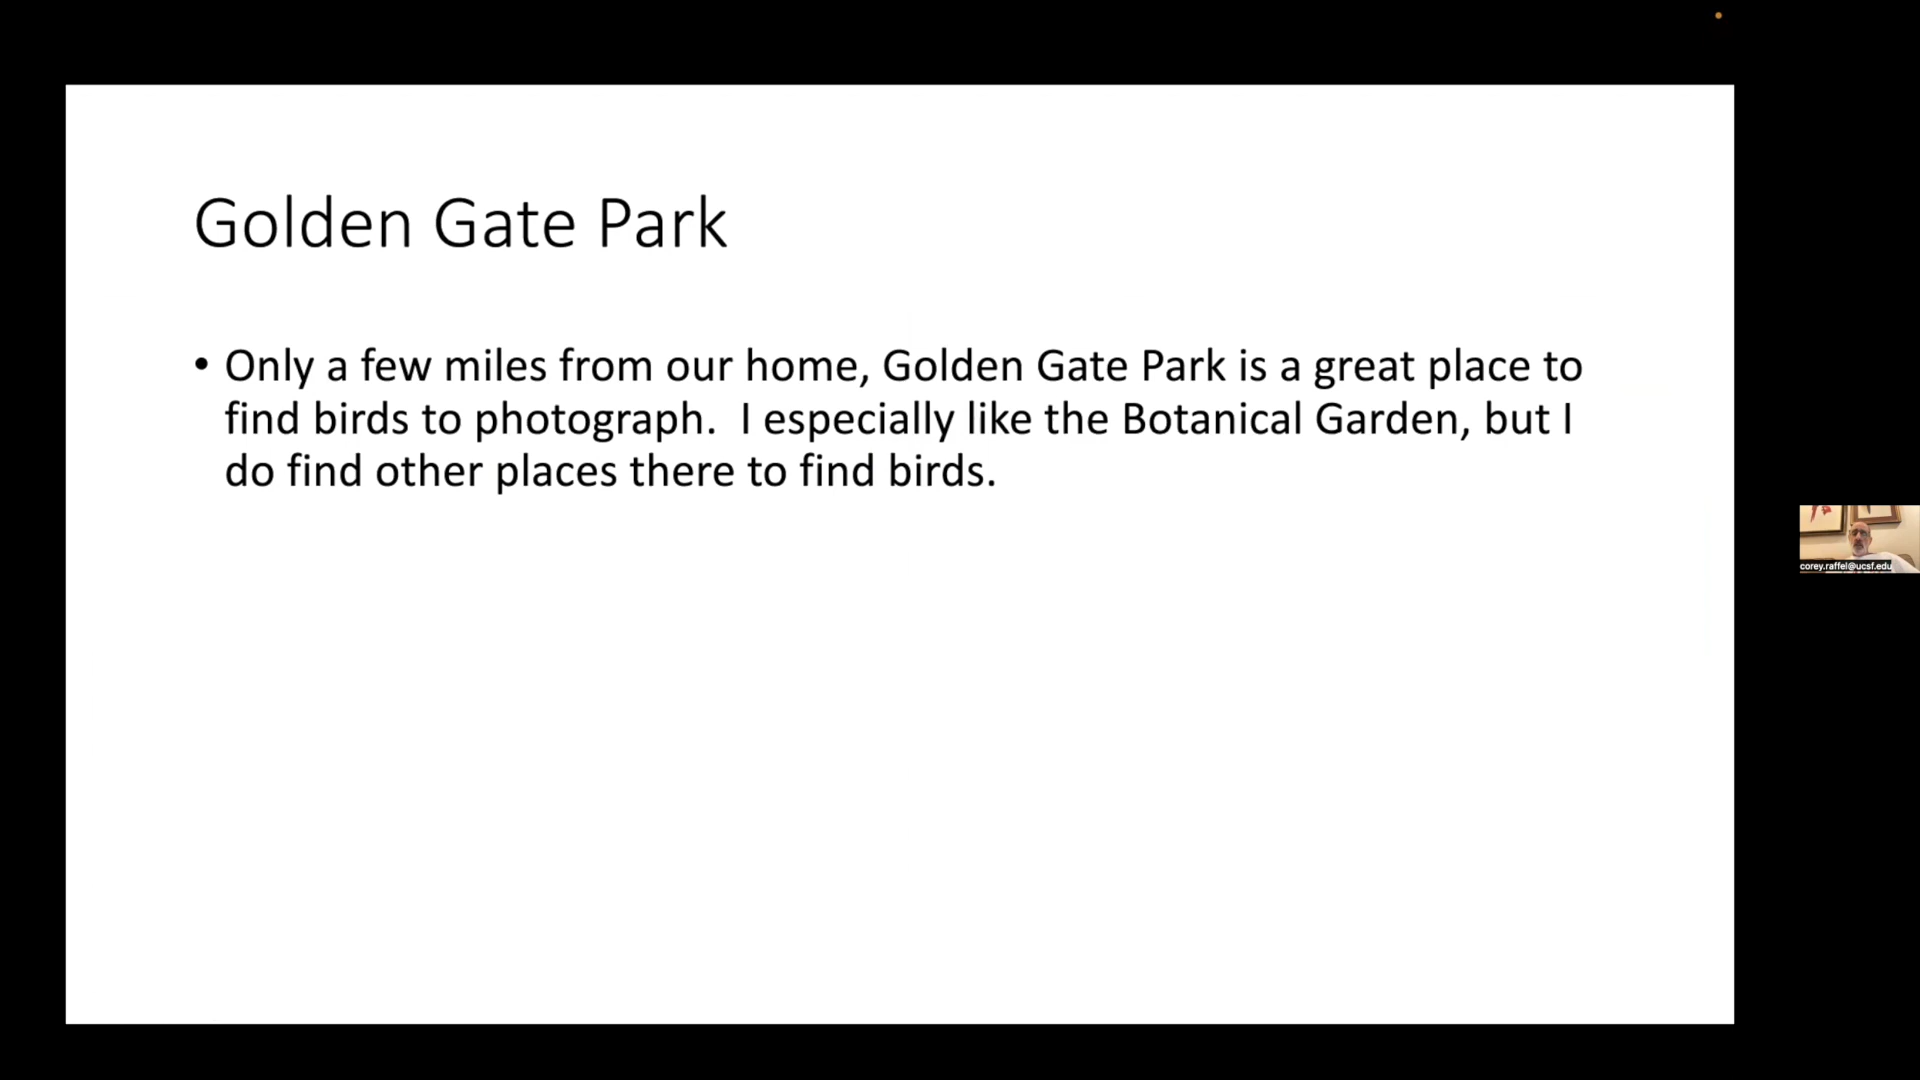 Golden Gate Park
• Only a few miles from our home, Golden Gate Park is a great place to
find birds to photograph.  I especially like the Botanical Garden, but I
do find other places there to find birds.
corey.raffel@ucsf.edu